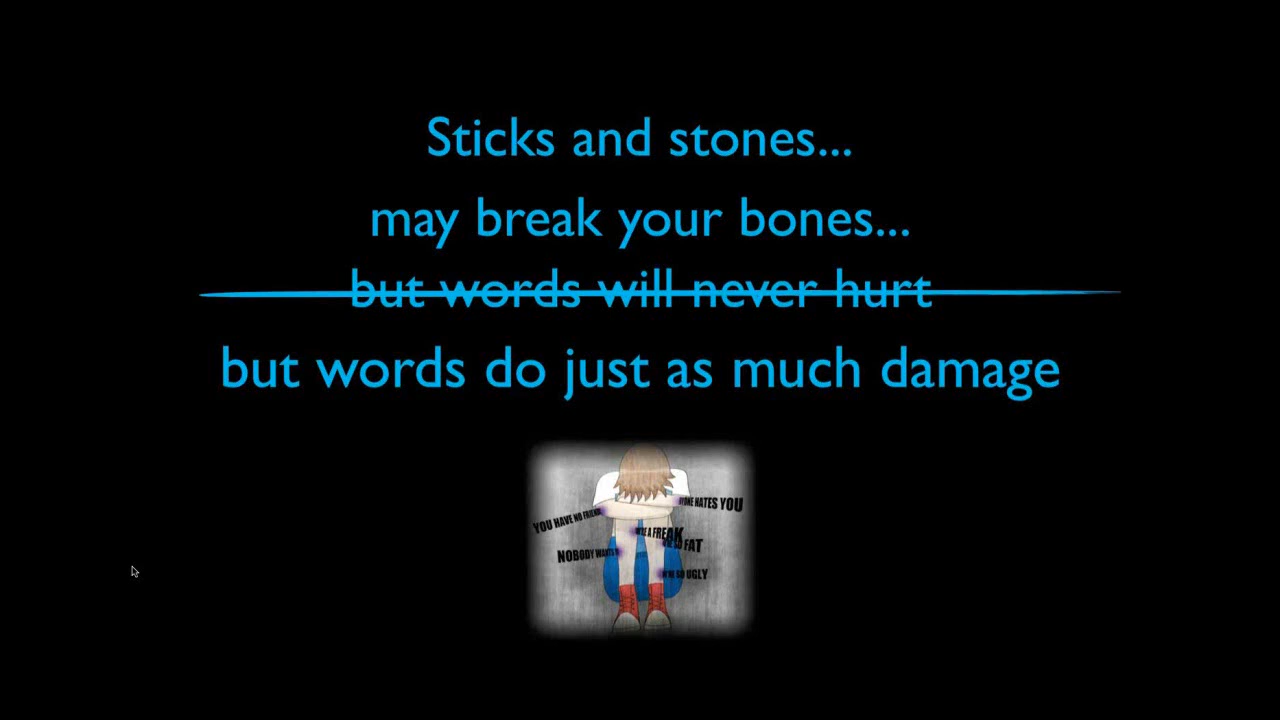 Sticks and stones...
may break your bones...
but words will never hurt
but words do just as much damage
HATES YOU
YOU HAVE NO
A FREAK
FAT
NOBODY
UGLY